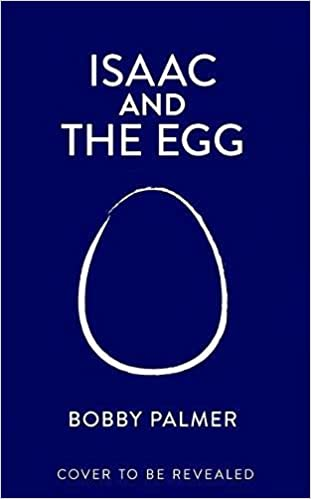 ISAAC
AND
THE EGG
BOBBY PALMER
COVER TO BE REVEALED